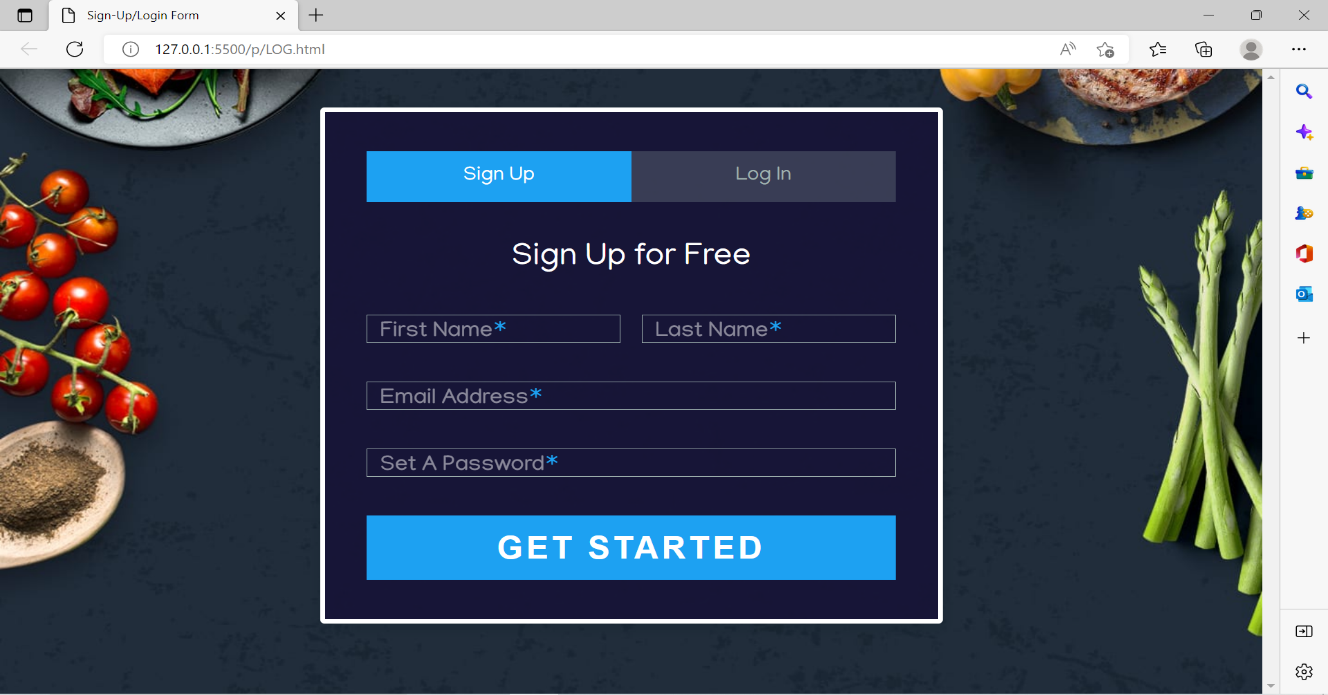 Sign-Up/Login Form
127.0.0.1:5500/p/LOG.html
Sign Up
Log In
Sign Up for Free
First Name*
Last Name*
Email Address*
Set A Password*
GET STARTED